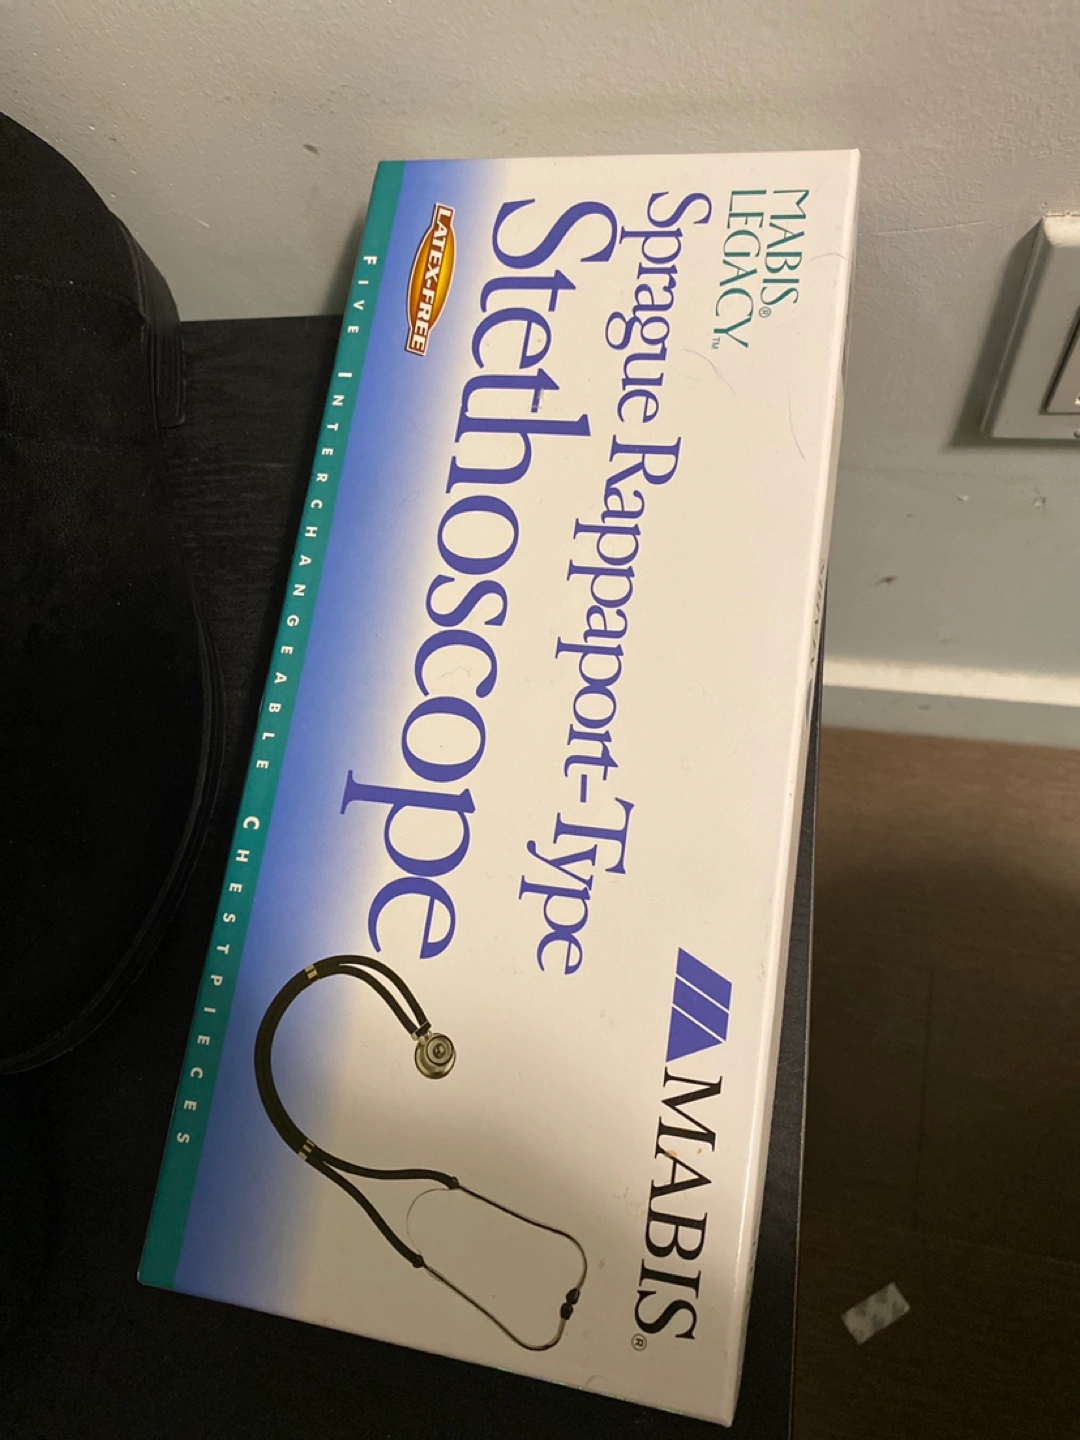 MABIS®
LEGACY™
Sprague Rappaport-Type
Stethoscope
LATEX-FREE
MABIS®
FIVE INTERCHANGEABLE CHESTPIECES